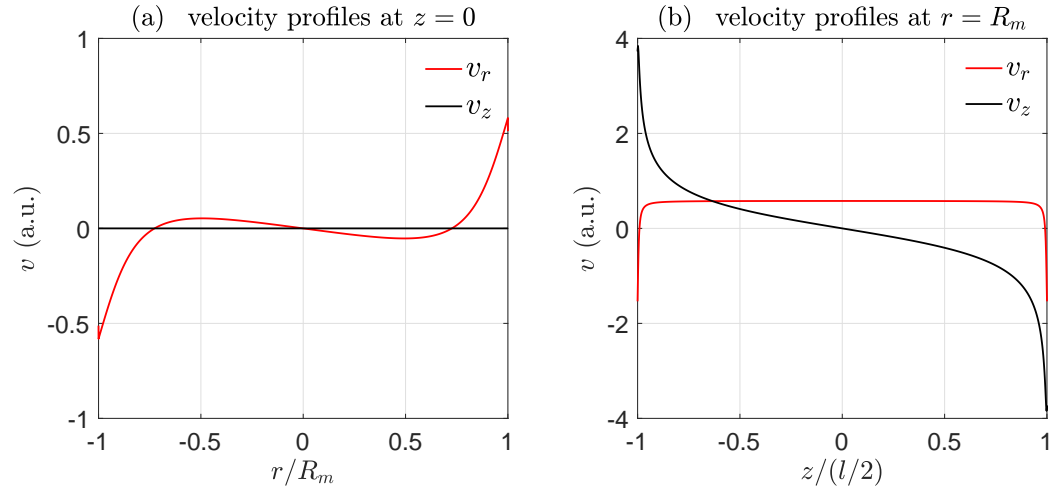 (a) velocity profiles at z = 0
1
0.5
0
-0.5
-1
v (a.u.)
v_r
v_z
-1 -0.5 0 0.5 1
r/R_m
(b) velocity profiles at r = R_m
4
2
0
-2
-4
v (a.u.)
v_r
v_z
-1 -0.5 0 0.5 1
z/(l/2)